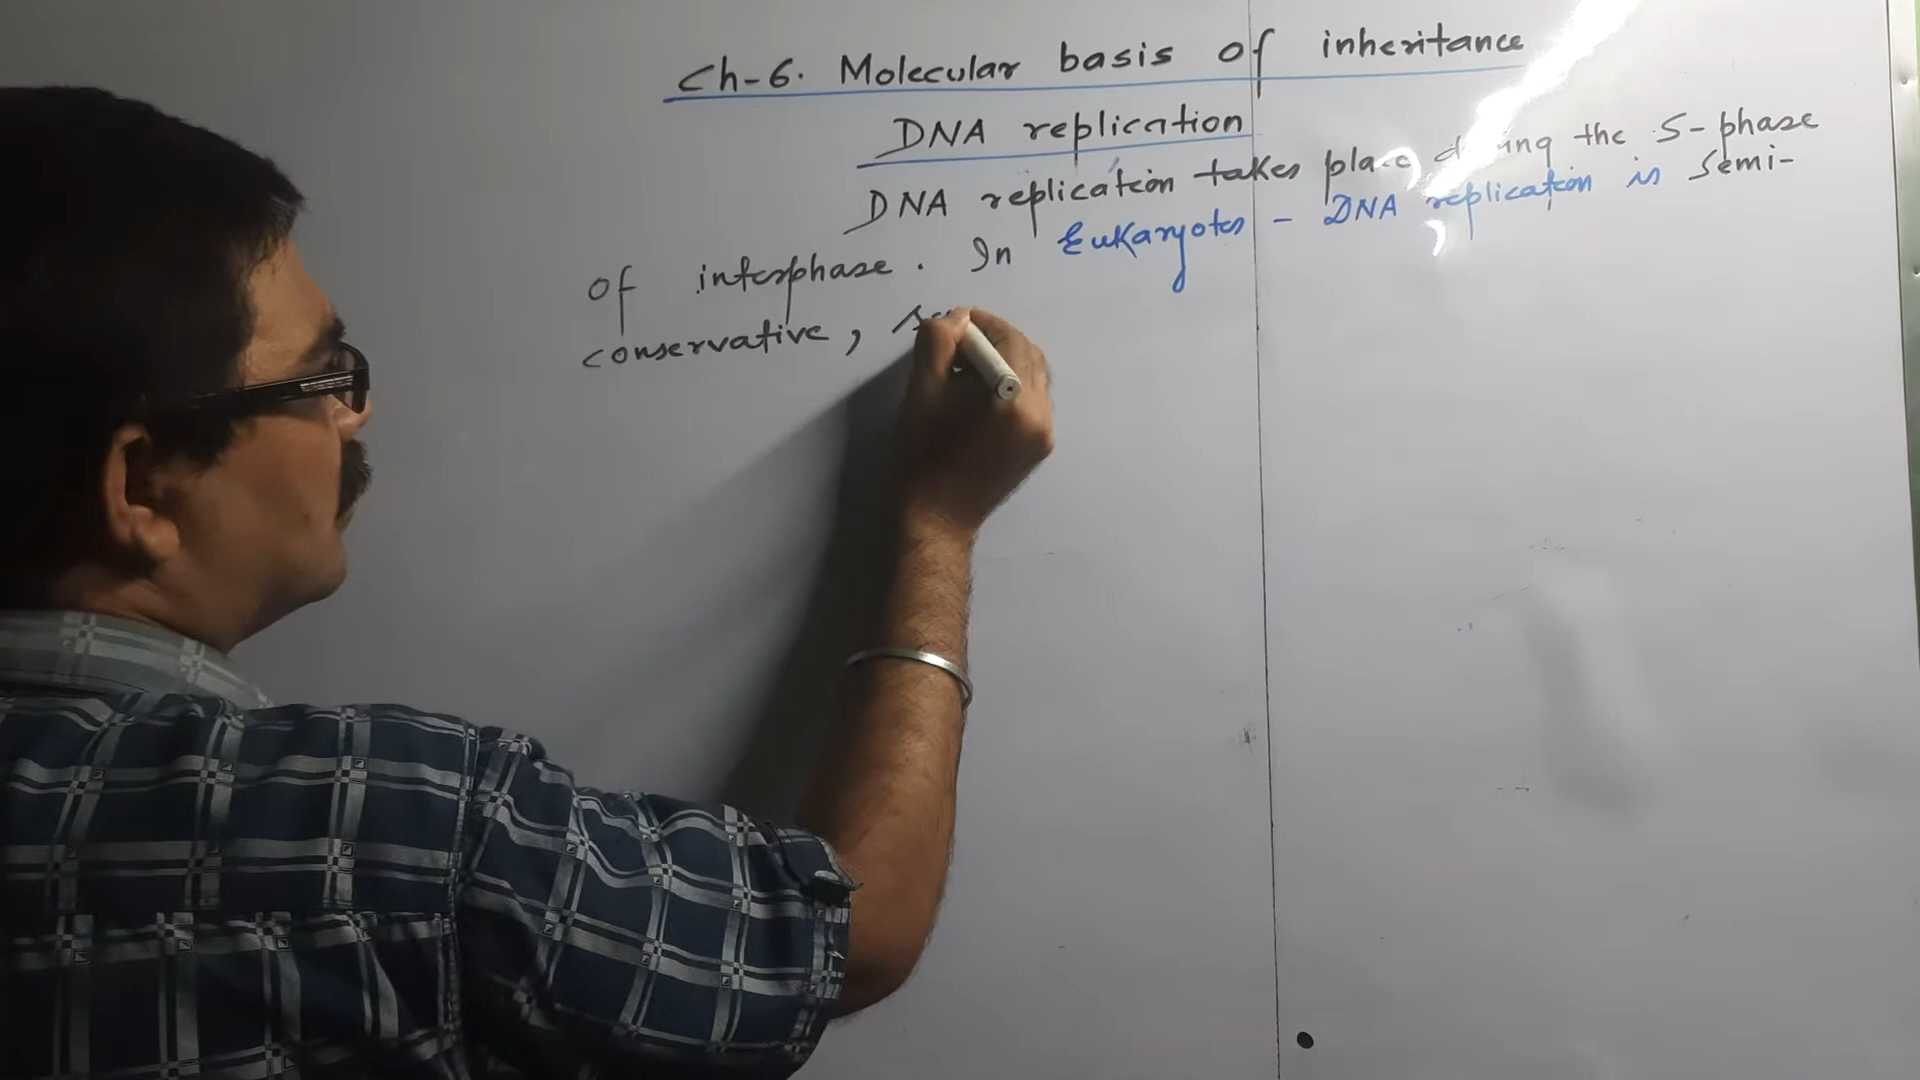 Ch-6. Molecular basis of inheritance
DNA replication
DNA replication takes place the S-phase
of interphase. In Eukaryotes - DNA replication is Semi-
conservative,